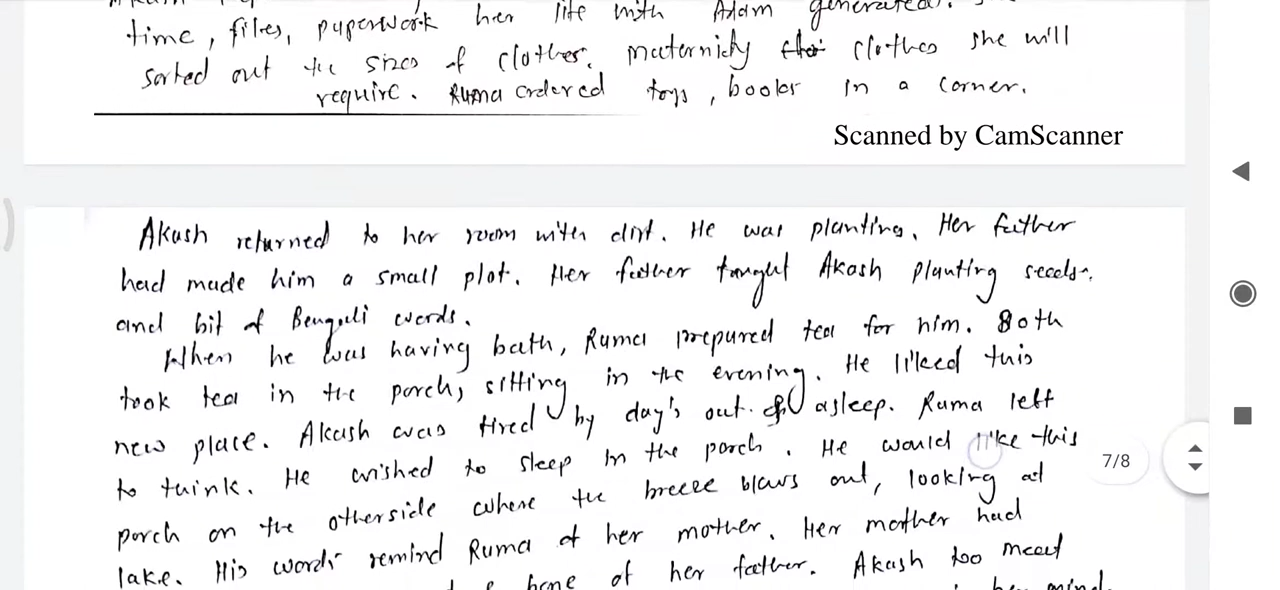 time, files, paperwork her life with Adam generated.
sorted out the sizes of clothes. maternidy clothes she will
require. Ruma ordered toys, books in a corner.
Scanned by CamScanner
Akash returned to her room with dirt. He was planting. Her father
had made him a small plot. Her father taught Akash planting seeds.
and bit of Bengali words.
When he was having bath, Ruma prepared tea for him. Both
took tea in the porch, sitting in the evening. He liked this
new place. Akash was tired by day's out. asleep. Ruma left
to think. He wished to sleep in the porch. He would like this
porch on the otherside where the breeze blows out, looking at
lake. His words remind Ruma of her mother. Her mother had
bone of her father. Akash too meat
her mind.
7/8